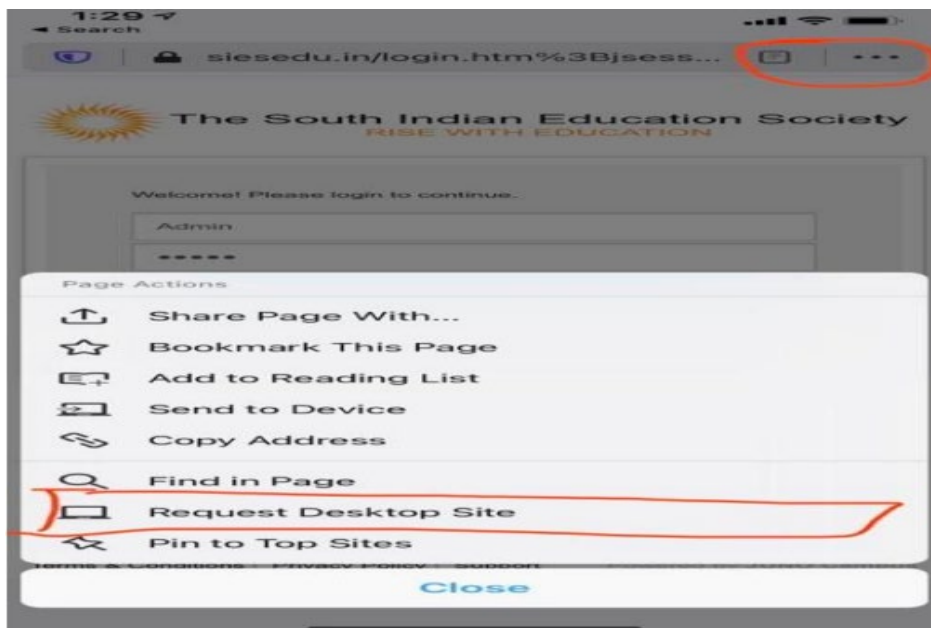 1:29
Search
siesedu.in/login.htm%3Bjsess...
The South Indian Education Society
RISE WITH EDUCATION
Welcome! Please login to continue.
Admin
•••••
Page Actions
Share Page With...
Bookmark This Page
Add to Reading List
Send to Device
Copy Address
Find in Page
Request Desktop Site
Pin to Top Sites
Terms & Conditions | Privacy Policy | Support
Close